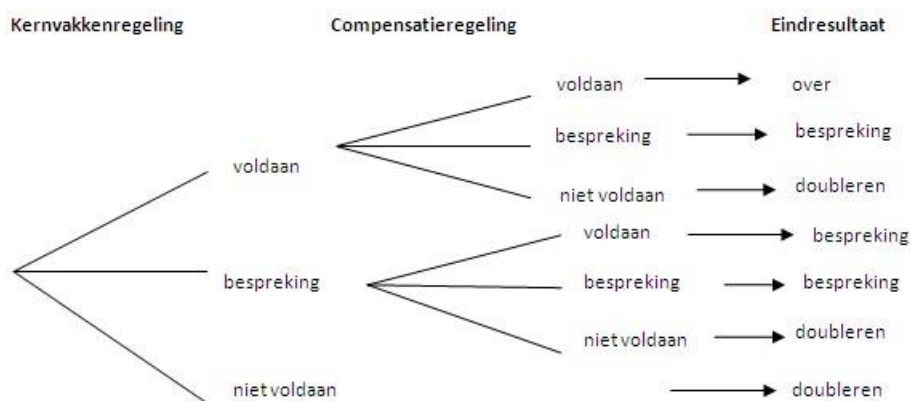 Kernvakkenregeling Compensatieregeling Eindresultaat
voldaan over
bespreking bespreking
voldaan
niet voldaan doubleren
voldaan bespreking
bespreking bespreking bespreking
niet voldaan doubleren
niet voldaan doubleren